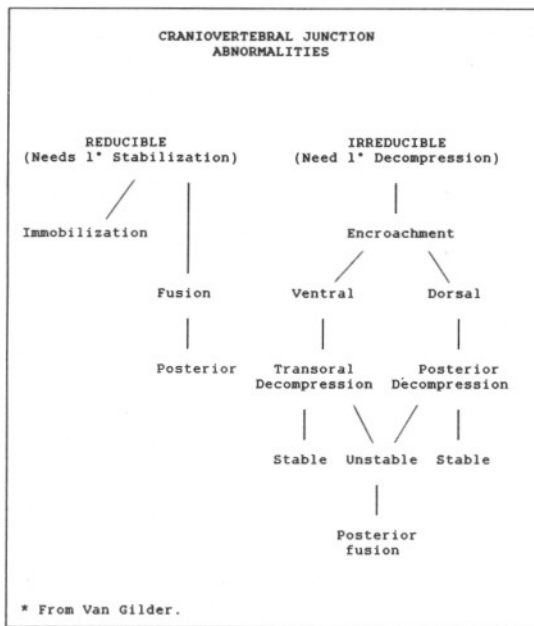 CRANIOVERTEBRAL JUNCTION
ABNORMALITIES
REDUCIBLE
(Needs 1° Stabilization)
IRREDUCIBLE
(Need 1° Decompression)
Immobilization
Encroachment
Fusion
Ventral
Dorsal
Posterior
Transoral
Decompression
Posterior
Decompression
Stable
Unstable
Stable
Posterior
fusion
* From Van Gilder.